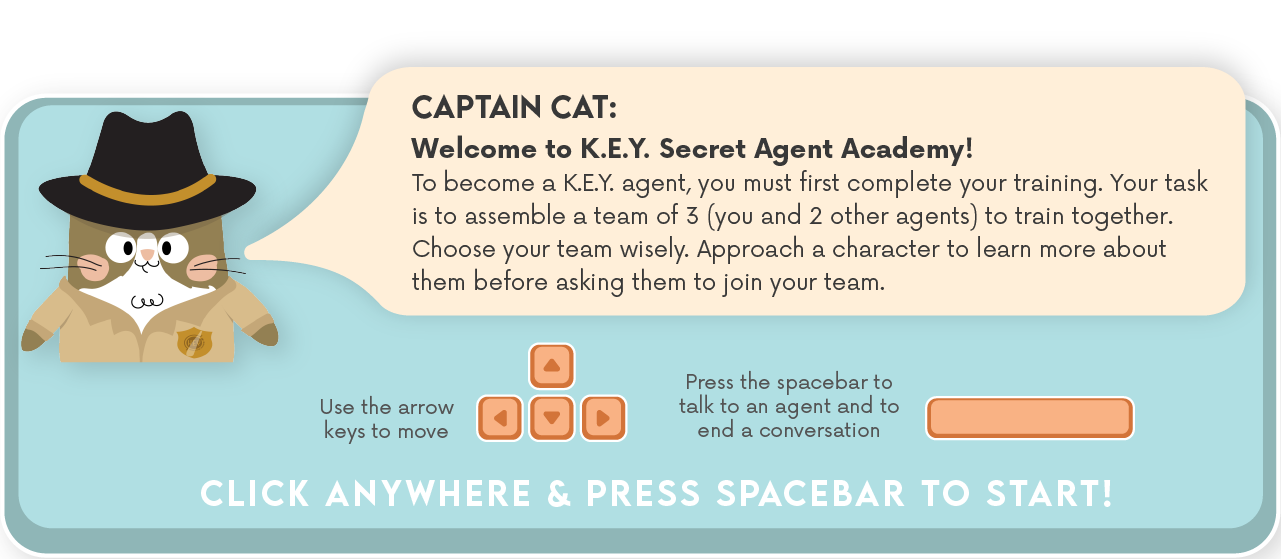 CAPTAIN CAT:
Welcome to K.E.Y. Secret Agent Academy!
To become a K.E.Y. agent, you must first complete your training. Your task
is to assemble a team of 3 (you and 2 other agents) to train together.
Choose your team wisely. Approach a character to learn more about
them before asking them to join your team.
Use the arrow
keys to move
Press the spacebar to
talk to an agent and to
end a conversation
CLICK ANYWHERE & PRESS SPACEBAR TO START!